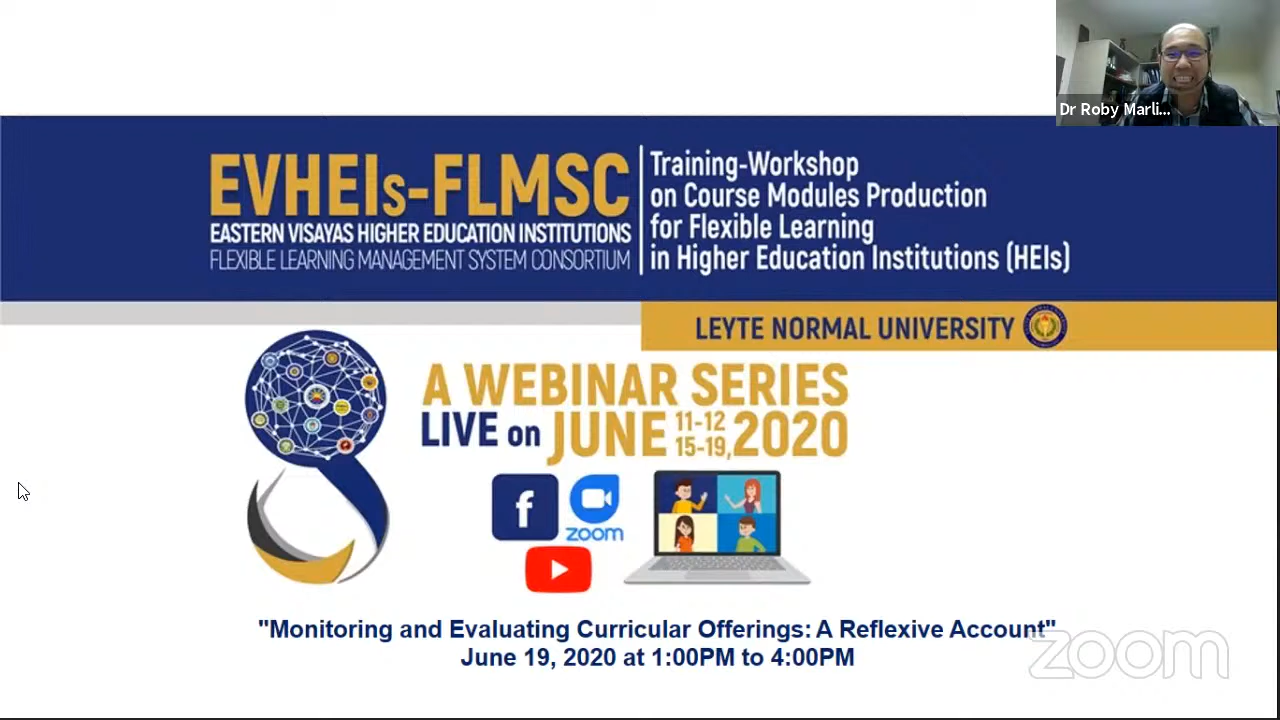 Dr Roby Marli...
EVHEIs-FLMSC
EASTERN VISAYAS HIGHER EDUCATION INSTITUTIONS
FLEXIBLE LEARNING MANAGEMENT SYSTEM CONSORTIUM
Training-Workshop
on Course Modules Production
for Flexible Learning
in Higher Education Institutions (HEIs)
LEYTE NORMAL UNIVERSITY
A WEBINAR SERIES
LIVE on JUNE 11-12 15-19, 2020
f
zoom
"Monitoring and Evaluating Curricular Offerings: A Reflexive Account"
June 19, 2020 at 1:00PM to 4:00PM
zoom